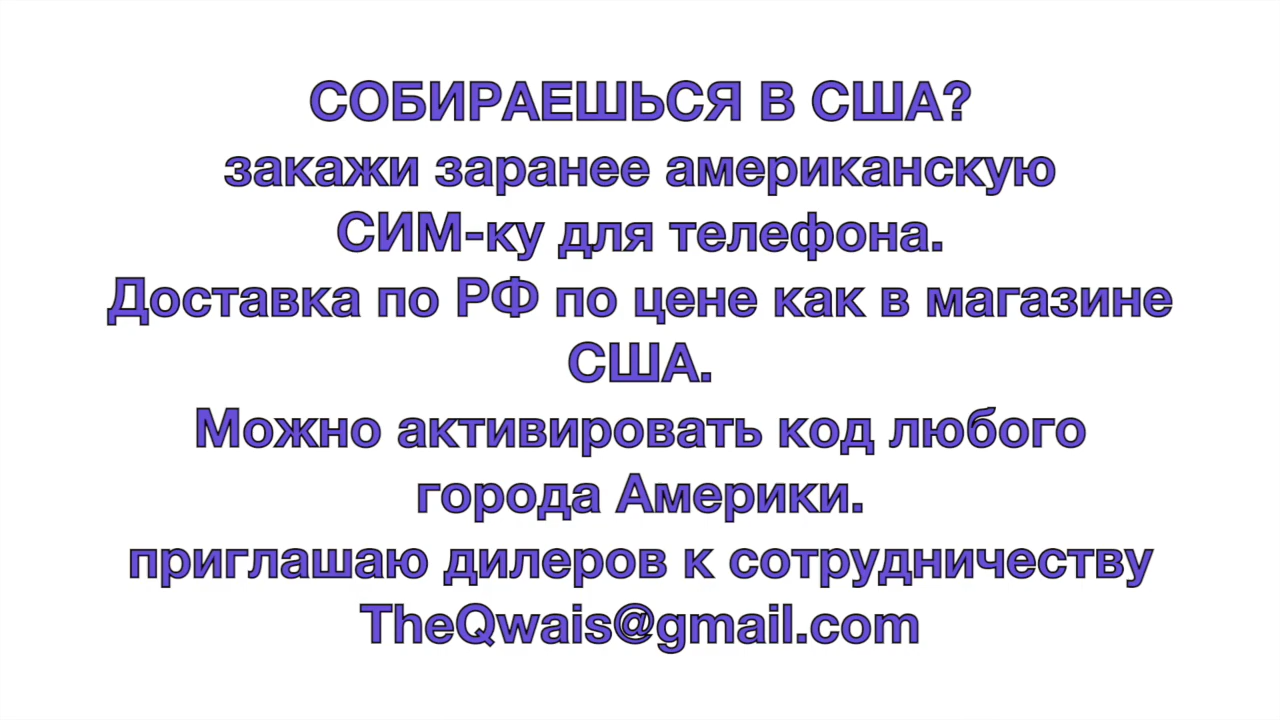 СОБИРАЕШЬСЯ В США?
закажи заранее американскую
СИМ-ку для телефона.
Доставка по РФ по цене как в магазине
США.
Можно активировать код любого
города Америки.
приглашаю дилеров к сотрудничеству
TheQwais@gmail.com